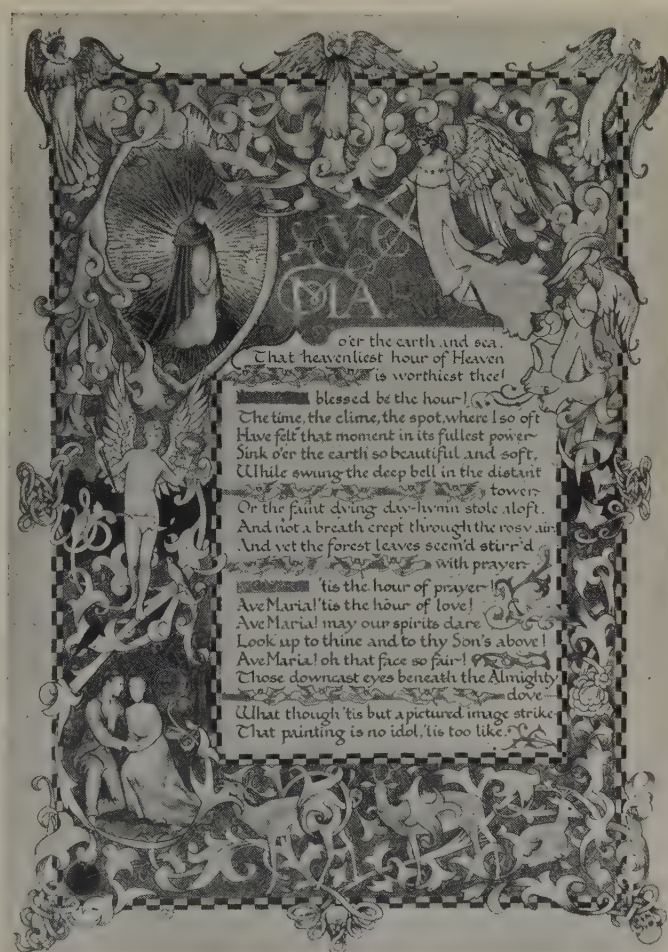 AVE
MARIA
o'er the earth and sea.
That heavenliest hour of Heaven
is worthiest thee!
blessed be the hour!
The time, the clime, the spot, where I so oft
Have felt that moment in its fullest power
Sink o'er the earth so beautiful and soft,
While swung the deep bell in the distant
tower
Or the faint dying day-hymn stole aloft.
And not a breath crept through the rosy air
And yet the forest leaves seem'd stirr'd
with prayer
'tis the hour of prayer!
Ave Maria! 'tis the hour of love!
Ave Maria! may our spirits dare
Look up to thine and to thy Son's above!
Ave Maria! oh that face so fair!
Those downcast eyes beneath the Almighty
dove
What though 'tis but a pictured image strike
That painting is no idol, 'tis too like.